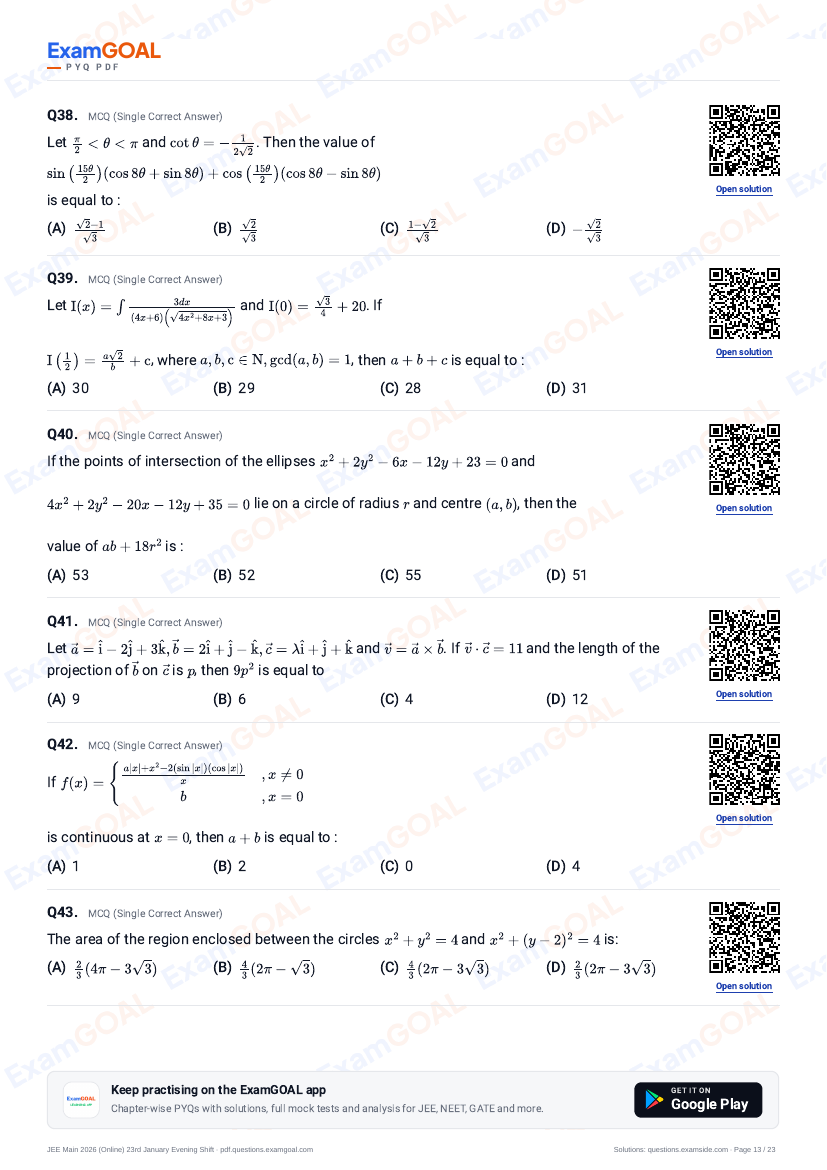 ExamGOAL
PYQ PDF
Q38. MCQ (Single Correct Answer)
Let π/2 < θ < π and cot θ = −1/(2√2). Then the value of
sin (15θ/2)(cos 8θ + sin 8θ) + cos (15θ/2)(cos 8θ − sin 8θ)
is equal to :
(A) (√2−1)/√3 (B) √2/√3 (C) (1−√2)/√3 (D) −√2/√3
Open solution
Q39. MCQ (Single Correct Answer)
Let I(x) = ∫ 3dx/((4x+6)(√(4x²+8x+3))) and I(0) = √3/4 + 20. If
I (1/2) = a√2/b + c, where a, b, c ∈ N, gcd(a, b) = 1, then a + b + c is equal to :
(A) 30 (B) 29 (C) 28 (D) 31
Open solution
Q40. MCQ (Single Correct Answer)
If the points of intersection of the ellipses x² + 2y² − 6x − 12y + 23 = 0 and
4x² + 2y² − 20x − 12y + 35 = 0 lie on a circle of radius r and centre (a, b), then the
value of ab + 18r² is :
(A) 53 (B) 52 (C) 55 (D) 51
Open solution
Q41. MCQ (Single Correct Answer)
Let a⃗ = î − 2ĵ + 3k̂, b⃗ = 2î + ĵ − k̂, c⃗ = λî + ĵ + k̂ and v⃗ = a⃗ × b⃗. If v⃗ · c⃗ = 11 and the length of the
projection of b⃗ on c⃗ is p, then 9p² is equal to
(A) 9 (B) 6 (C) 4 (D) 12
Open solution
Q42. MCQ (Single Correct Answer)
If f(x) = { (a|x|+x²−2(sin |x|)(cos |x|))/x , x ≠ 0
b , x = 0
is continuous at x = 0, then a + b is equal to :
(A) 1 (B) 2 (C) 0 (D) 4
Open solution
Q43. MCQ (Single Correct Answer)
The area of the region enclosed between the circles x² + y² = 4 and x² + (y − 2)² = 4 is:
(A) 2/3(4π − 3√3) (B) 4/3(2π − √3) (C) 4/3(2π − 3√3) (D) 2/3(2π − 3√3)
Open solution
ExamGOAL
Keep practising on the ExamGOAL app
Chapter-wise PYQs with solutions, full mock tests and analysis for JEE, NEET, GATE and more.
GET IT ON
Google Play
JEE Main 2026 (Online) 23rd January Evening Shift · pdf.questions.examgoal.com
Solutions: questions.examside.com · Page 13 / 23